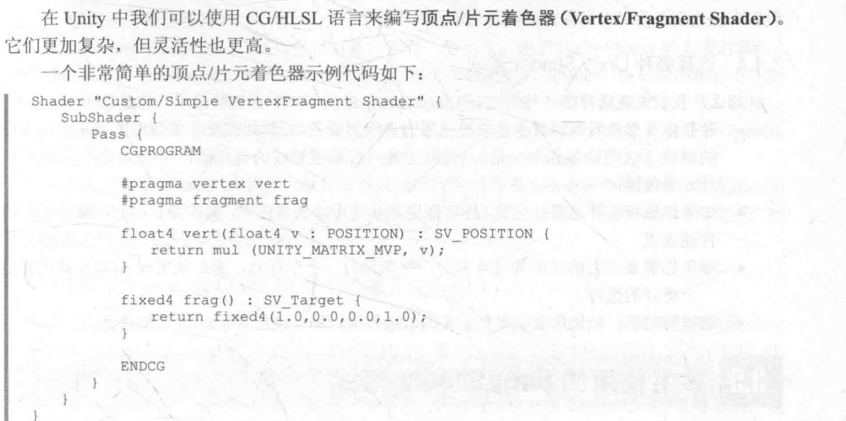 在 Unity 中我们可以使用 CG/HLSL 语言来编写顶点/片元着色器（Vertex/Fragment Shader）。
它们更加复杂，但灵活性也更高。
一个非常简单的顶点/片元着色器示例代码如下：
Shader "Custom/Simple VertexFragment Shader" {
SubShader {
Pass {
CGPROGRAM
#pragma vertex vert
#pragma fragment frag
float4 vert(float4 v : POSITION) : SV_POSITION {
return mul (UNITY_MATRIX_MVP, v);
}
fixed4 frag() : SV_Target {
return fixed4(1.0,0.0,0.0,1.0);
}
ENDCG
}
}
}